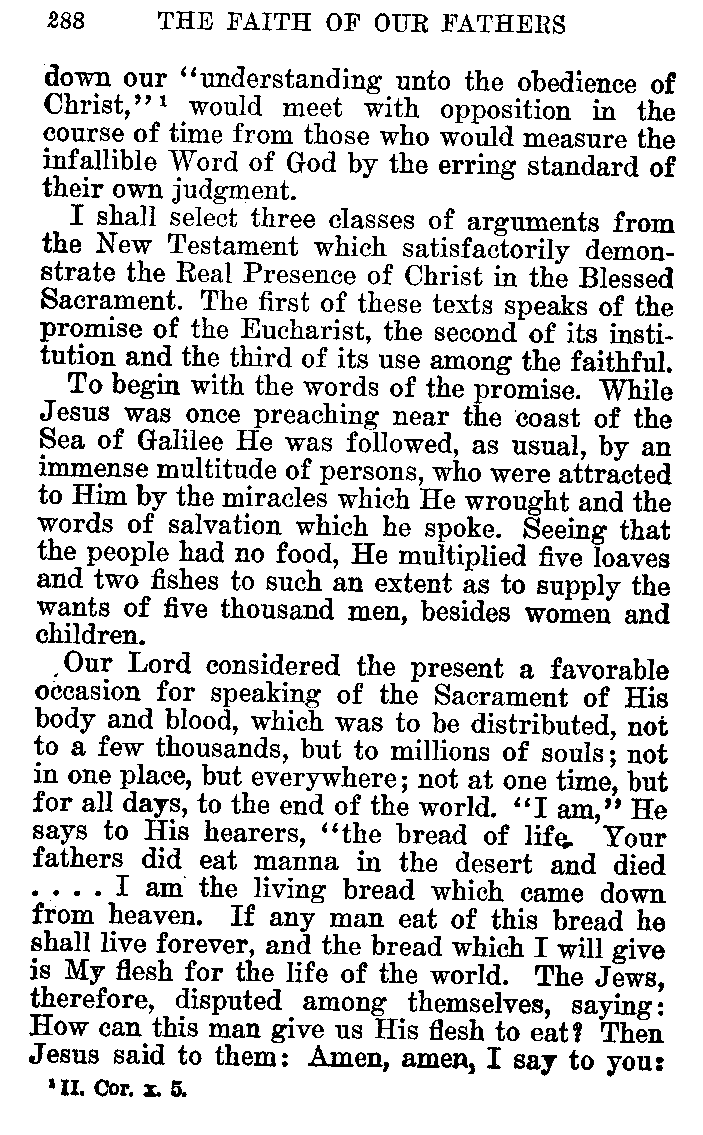 288 THE FAITH OF OUR FATHERS
down our “understanding unto the obedience of
Christ,” ¹ would meet with opposition in the
course of time from those who would measure the
infallible Word of God by the erring standard of
their own judgment.
I shall select three classes of arguments from
the New Testament which satisfactorily demon-
strate the Real Presence of Christ in the Blessed
Sacrament. The first of these texts speaks of the
promise of the Eucharist, the second of its insti-
tution and the third of its use among the faithful.
To begin with the words of the promise. While
Jesus was once preaching near the coast of the
Sea of Galilee He was followed, as usual, by an
immense multitude of persons, who were attracted
to Him by the miracles which He wrought and the
words of salvation which he spoke. Seeing that
the people had no food, He multiplied five loaves
and two fishes to such an extent as to supply the
wants of five thousand men, besides women and
children.
Our Lord considered the present a favorable
occasion for speaking of the Sacrament of His
body and blood, which was to be distributed, not
to a few thousands, but to millions of souls; not
in one place, but everywhere; not at one time, but
for all days, to the end of the world. “I am,” He
says to His hearers, “the bread of life. Your
fathers did eat manna in the desert and died
. . . . I am the living bread which came down
from heaven. If any man eat of this bread he
shall live forever, and the bread which I will give
is My flesh for the life of the world. The Jews,
therefore, disputed among themselves, saying:
How can this man give us His flesh to eat? Then
Jesus said to them: Amen, amen, I say to you:
¹ II. Cor. x. 5.